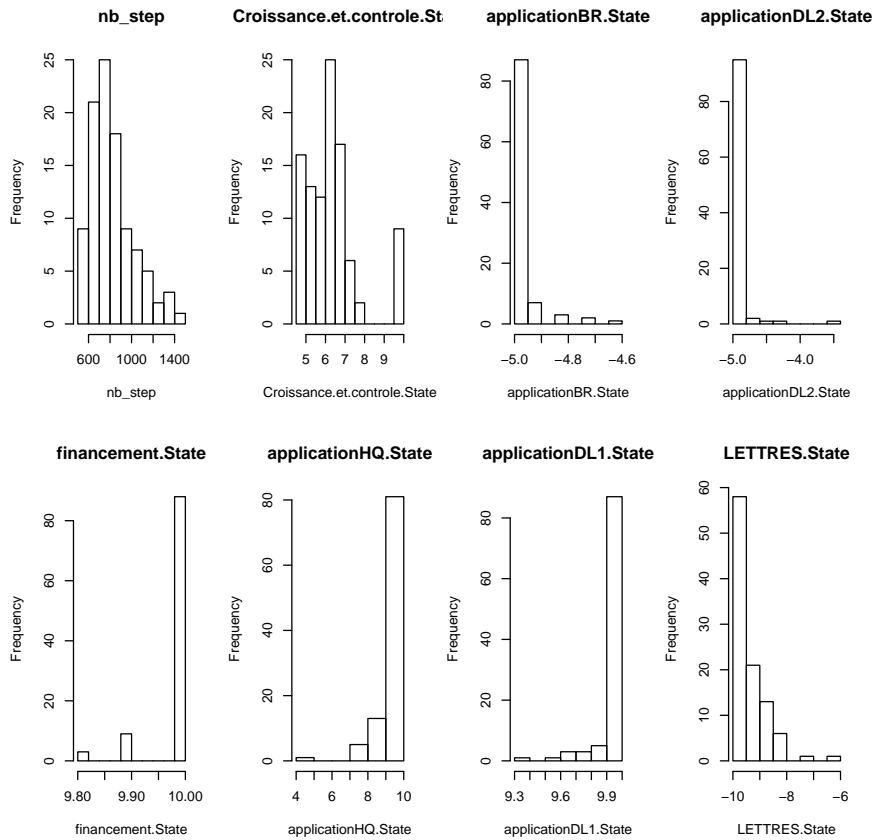 nb_step
Frequency
0
5
10
15
20
25
600
1000
1400
nb_step
Croissance.et.controle.Sta
Frequency
0
5
10
15
20
25
5
6
7
8
9
Croissance.et.controle.State
applicationBR.State
Frequency
0
20
40
60
80
−5.0
−4.8
−4.6
applicationBR.State
applicationDL2.State
Frequency
0
20
40
60
80
−5.0
−4.0
applicationDL2.State
financement.State
Frequency
0
20
40
60
80
9.80
9.90
10.00
financement.State
applicationHQ.State
Frequency
0
20
40
60
80
4
6
8
10
applicationHQ.State
applicationDL1.State
Frequency
0
20
40
60
80
9.3
9.6
9.9
applicationDL1.State
LETTRES.State
Frequency
0
10
20
30
40
50
60
−10
−8
−6
LETTRES.State